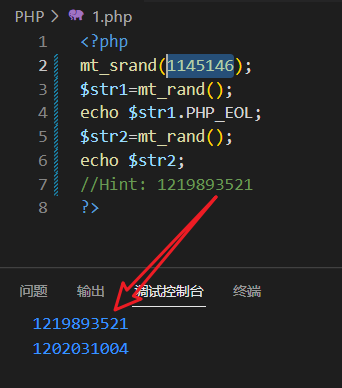 PHP > 1.php
1 <?php
2 mt_srand(1145146);
3 $str1=mt_rand();
4 echo $str1.PHP_EOL;
5 $str2=mt_rand();
6 echo $str2;
7 //Hint: 1219893521
8 ?>
问题 输出 调试控制台 终端
1219893521
1202031004